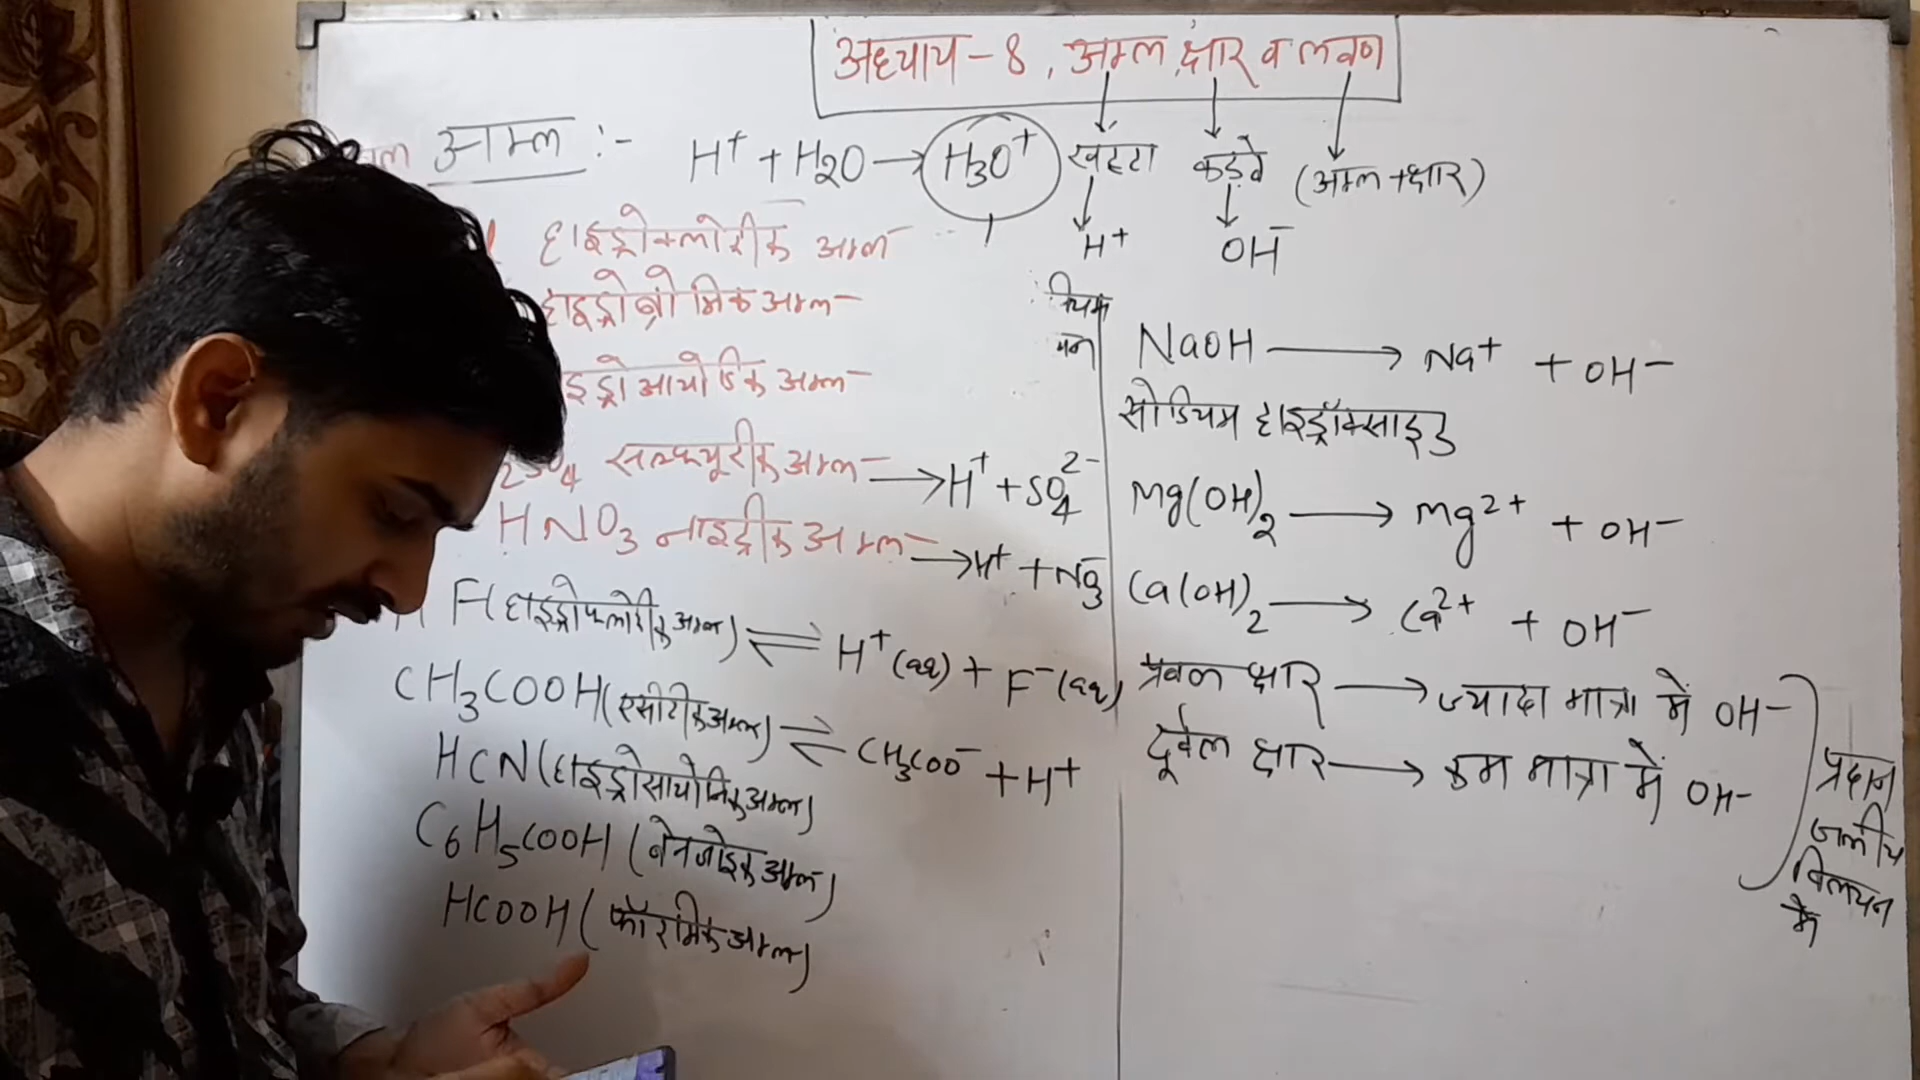 अध्याय - 8, अम्ल क्षार व लवण
अम्ल :- H⁺ + H2O → H₃O⁺
खट्टा कड़वे (अम्ल + क्षार)
H⁺ OH⁻
हाइड्रोक्लोरीक अम्ल
हाइड्रोब्रोमिक अम्ल
इड्रोआयोडिक अम्ल
2SO₄ सल्फ्यूरीक अम्ल → H⁺ + SO₄²⁻
HNO₃ नाइट्रीक अम्ल → H⁺ + NO₃⁻
HF (हाइड्रोफ्लोरीक अम्ल) ⇌ H⁺(aq) + F⁻(aq)
CH₃COOH (एसीटीक अम्ल) ⇌ CH₃COO⁻ + H⁺
HCN (हाइड्रोसायोनिक अम्ल)
C₆H₅COOH (बेनजोइक अम्ल)
HCOOH (फॉरमिक अम्ल)
NaOH → Na⁺ + OH⁻
सोडियम हाइड्रॉक्साइड
Mg(OH)₂ → Mg²⁺ + OH⁻
Ca(OH)₂ → Ca²⁺ + OH⁻
प्रबल क्षार → ज्यादा मात्रा में OH⁻
दूर्बल क्षार → कम मात्रा में OH⁻
प्रदान
जलीय
विलयन
मे